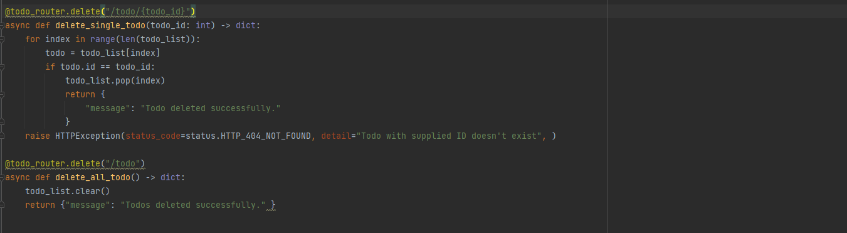 @todo_router.delete("/todo/{todo_id}")
async def delete_single_todo(todo_id: int) -> dict:
    for index in range(len(todo_list)):
        todo = todo_list[index]
        if todo.id == todo_id:
            todo_list.pop(index)
            return {
                "message": "Todo deleted successfully."
            }
    raise HTTPException(status_code=status.HTTP_404_NOT_FOUND, detail="Todo with supplied ID doesn't exist", )
@todo_router.delete("/todo")
async def delete_all_todo() -> dict:
    todo_list.clear()
    return {"message": "Todos deleted successfully." }